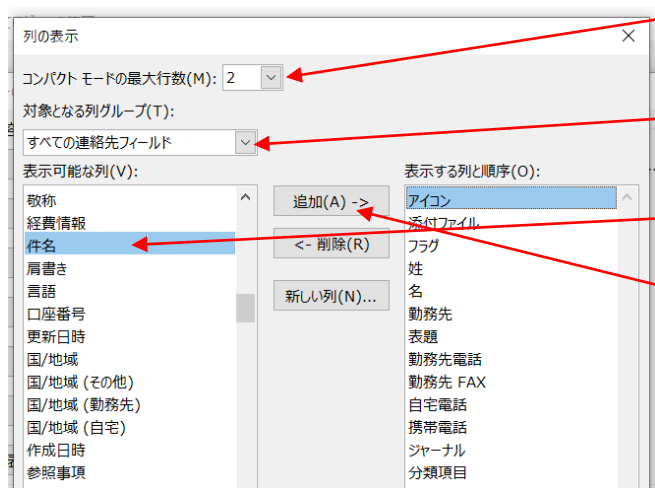 列の表示
コンパクト モードの最大行数(M): 2
対象となる列グループ(T):
すべての連絡先フィールド
表示可能な列(V):
敬称
経費情報
件名
肩書き
言語
口座番号
更新日時
国/地域
国/地域 (その他)
国/地域 (勤務先)
国/地域 (自宅)
作成日時
参照事項
追加(A) ->
<- 削除(R)
新しい列(N)...
表示する列と順序(O):
アイコン
添付ファイル
フラグ
姓
名
勤務先
表題
勤務先電話
勤務先 FAX
自宅電話
携帯電話
ジャーナル
分類項目